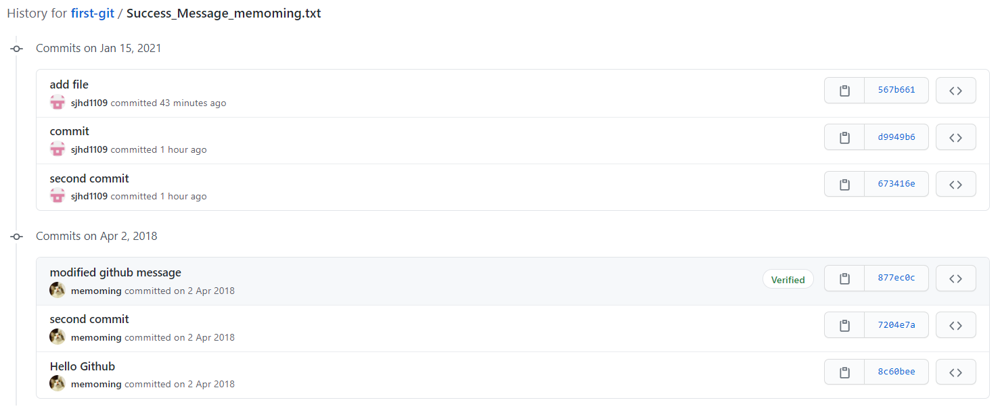 History for first-git / Success_Message_memoming.txt
Commits on Jan 15, 2021
add file
sjhd1109 committed 43 minutes ago
567b661
commit
sjhd1109 committed 1 hour ago
d9949b6
second commit
sjhd1109 committed 1 hour ago
673416e
Commits on Apr 2, 2018
modified github message
memoming committed on 2 Apr 2018
Verified
877ec0c
second commit
memoming committed on 2 Apr 2018
7204e7a
Hello Github
memoming committed on 2 Apr 2018
8c60bee